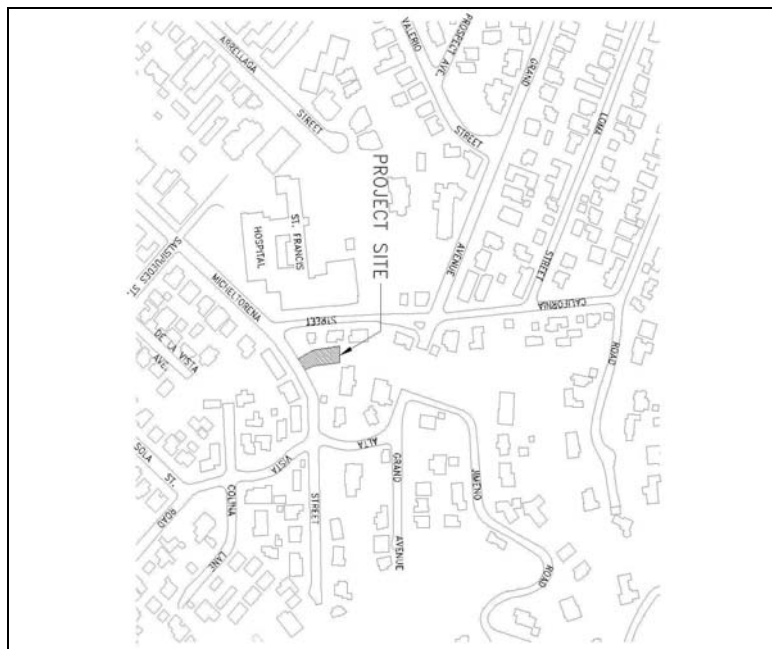 ARRELLAGA
STREET
VALERIO
STREET
PROSPECT AVE.
GRAND
AVENUE
LOMA
STREET
PROJECT SITE
ST. FRANCIS
HOSPITAL
SALSIPUEDES ST.
MICHELTORENA
STREET
CALIFORNIA
ROAD
DE LA VISTA
AVE.
ALTA
VISTA
ROAD
SOLA
ST.
COLINA
LANE
STREET
GRAND
AVENUE
JIMENO
ROAD